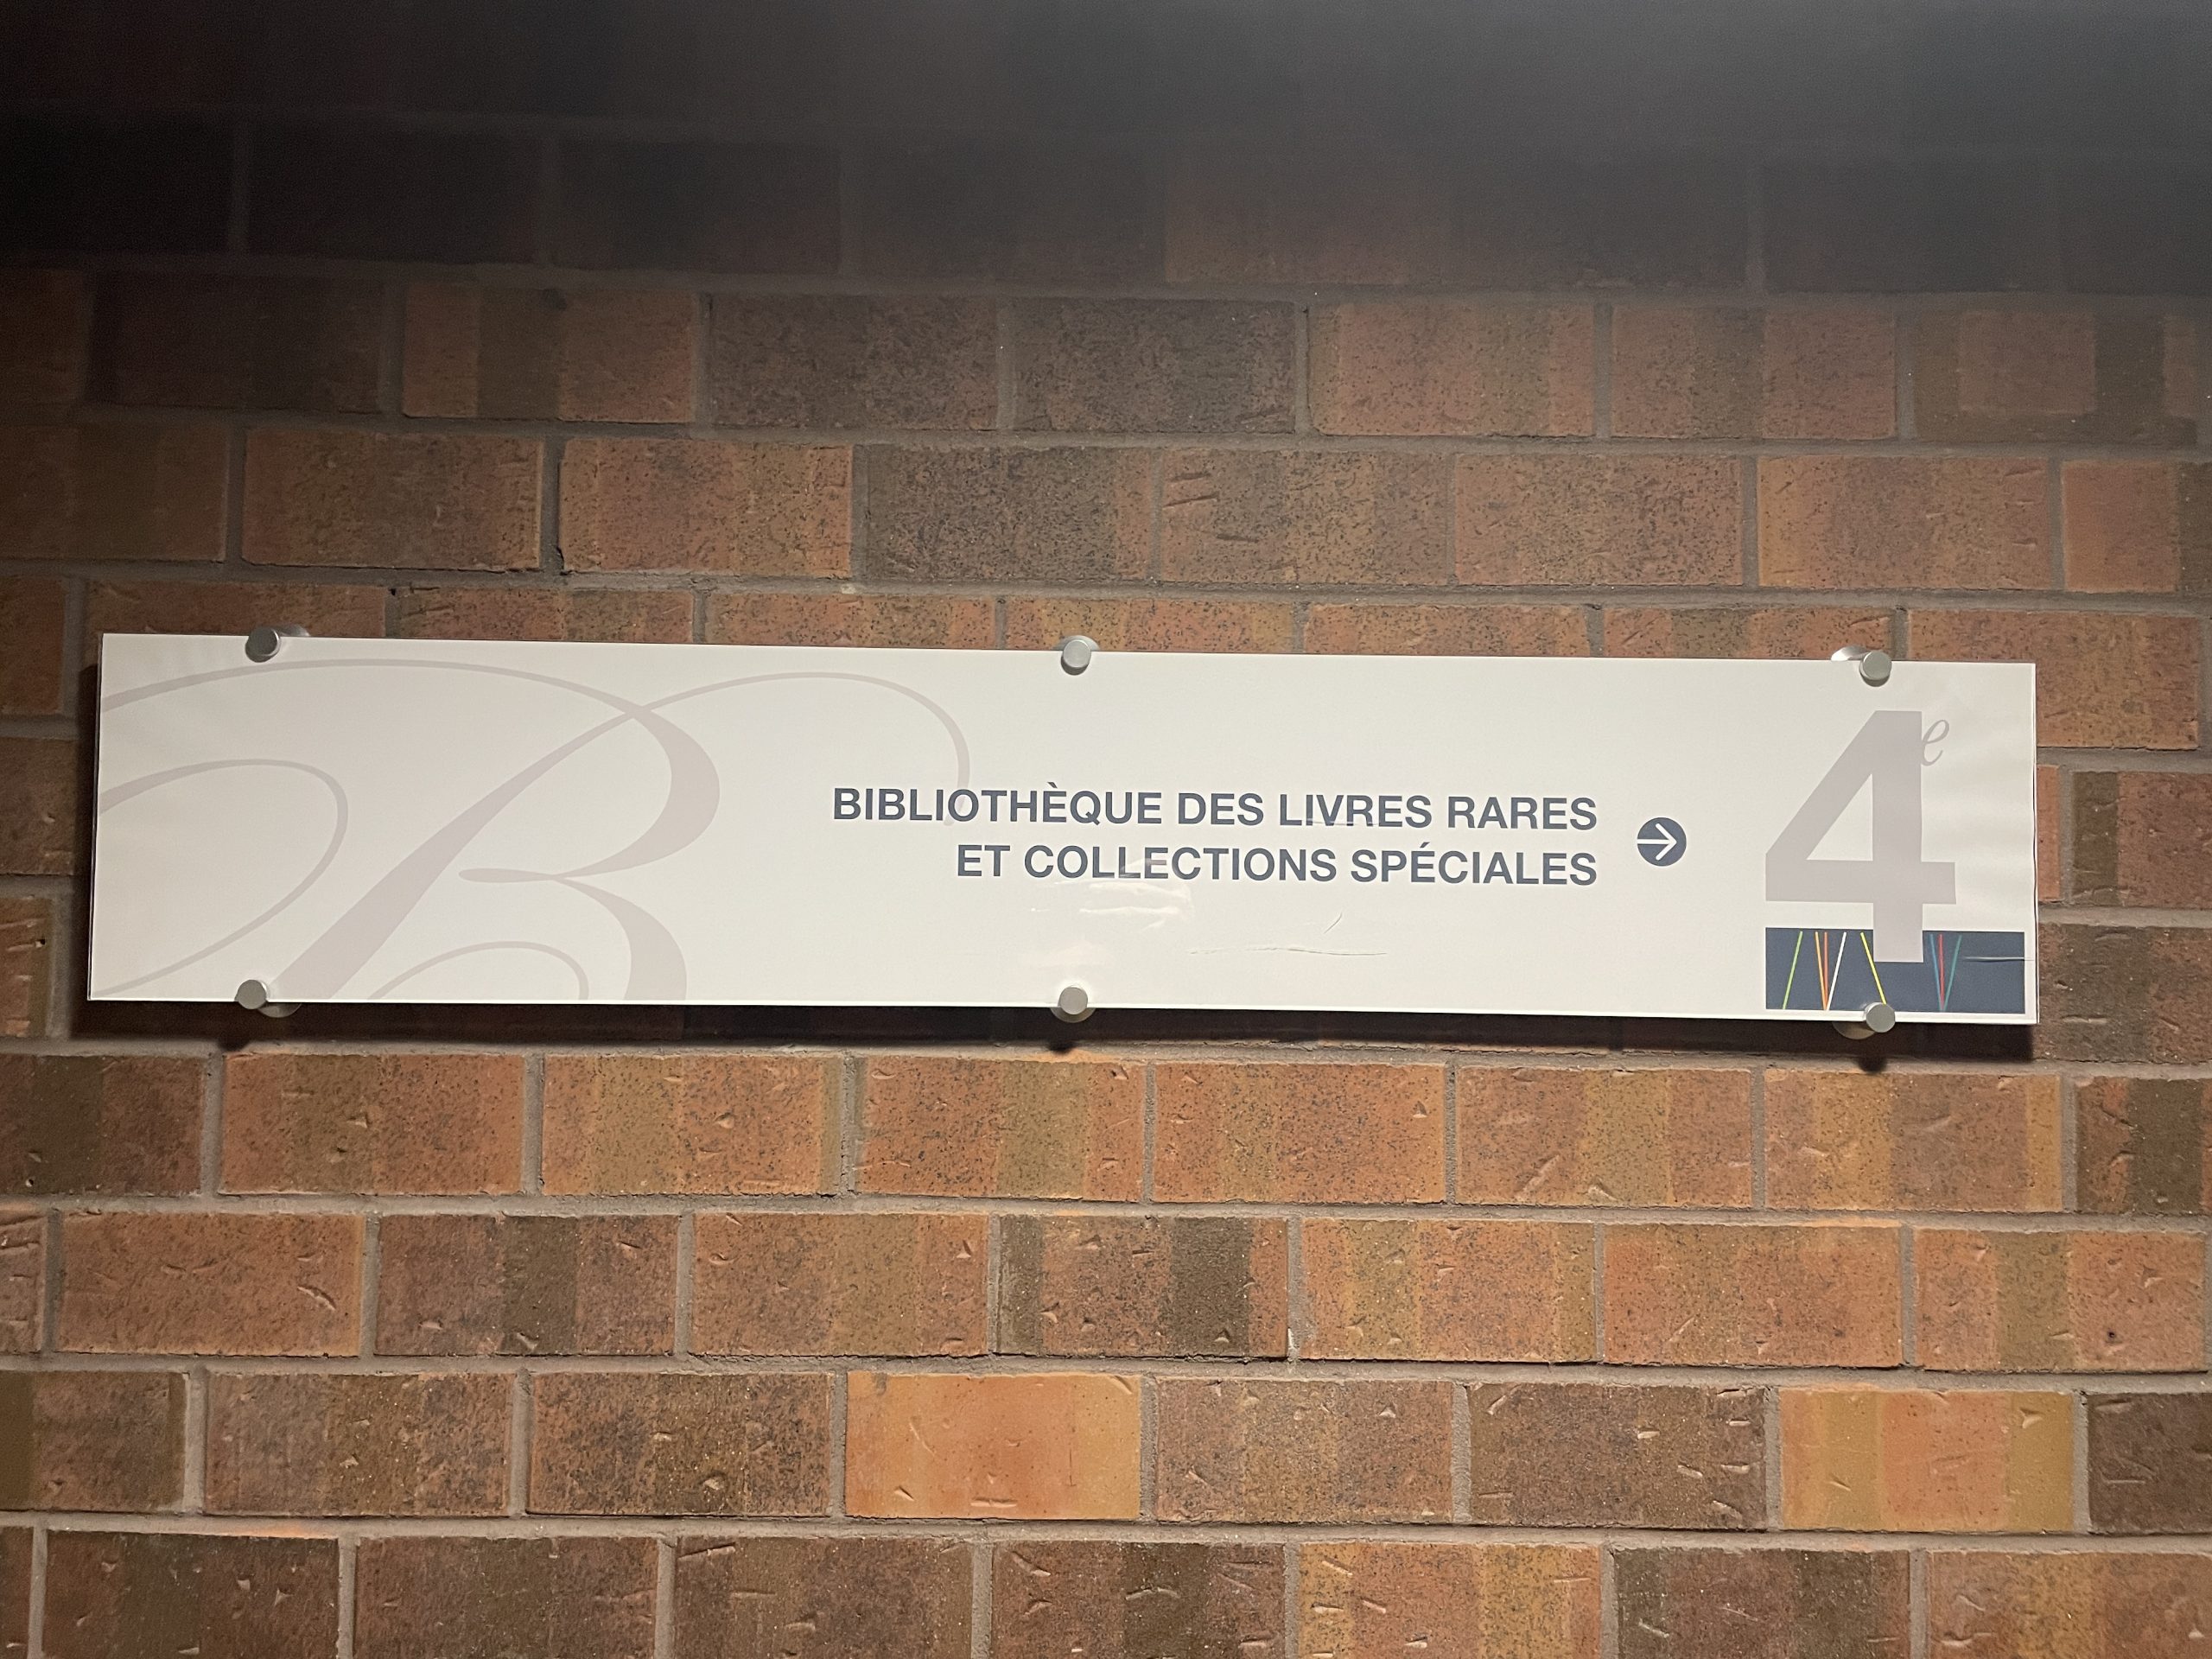 B
BIBLIOTHÈQUE DES LIVRES RARES
ET COLLECTIONS SPÉCIALES
4e